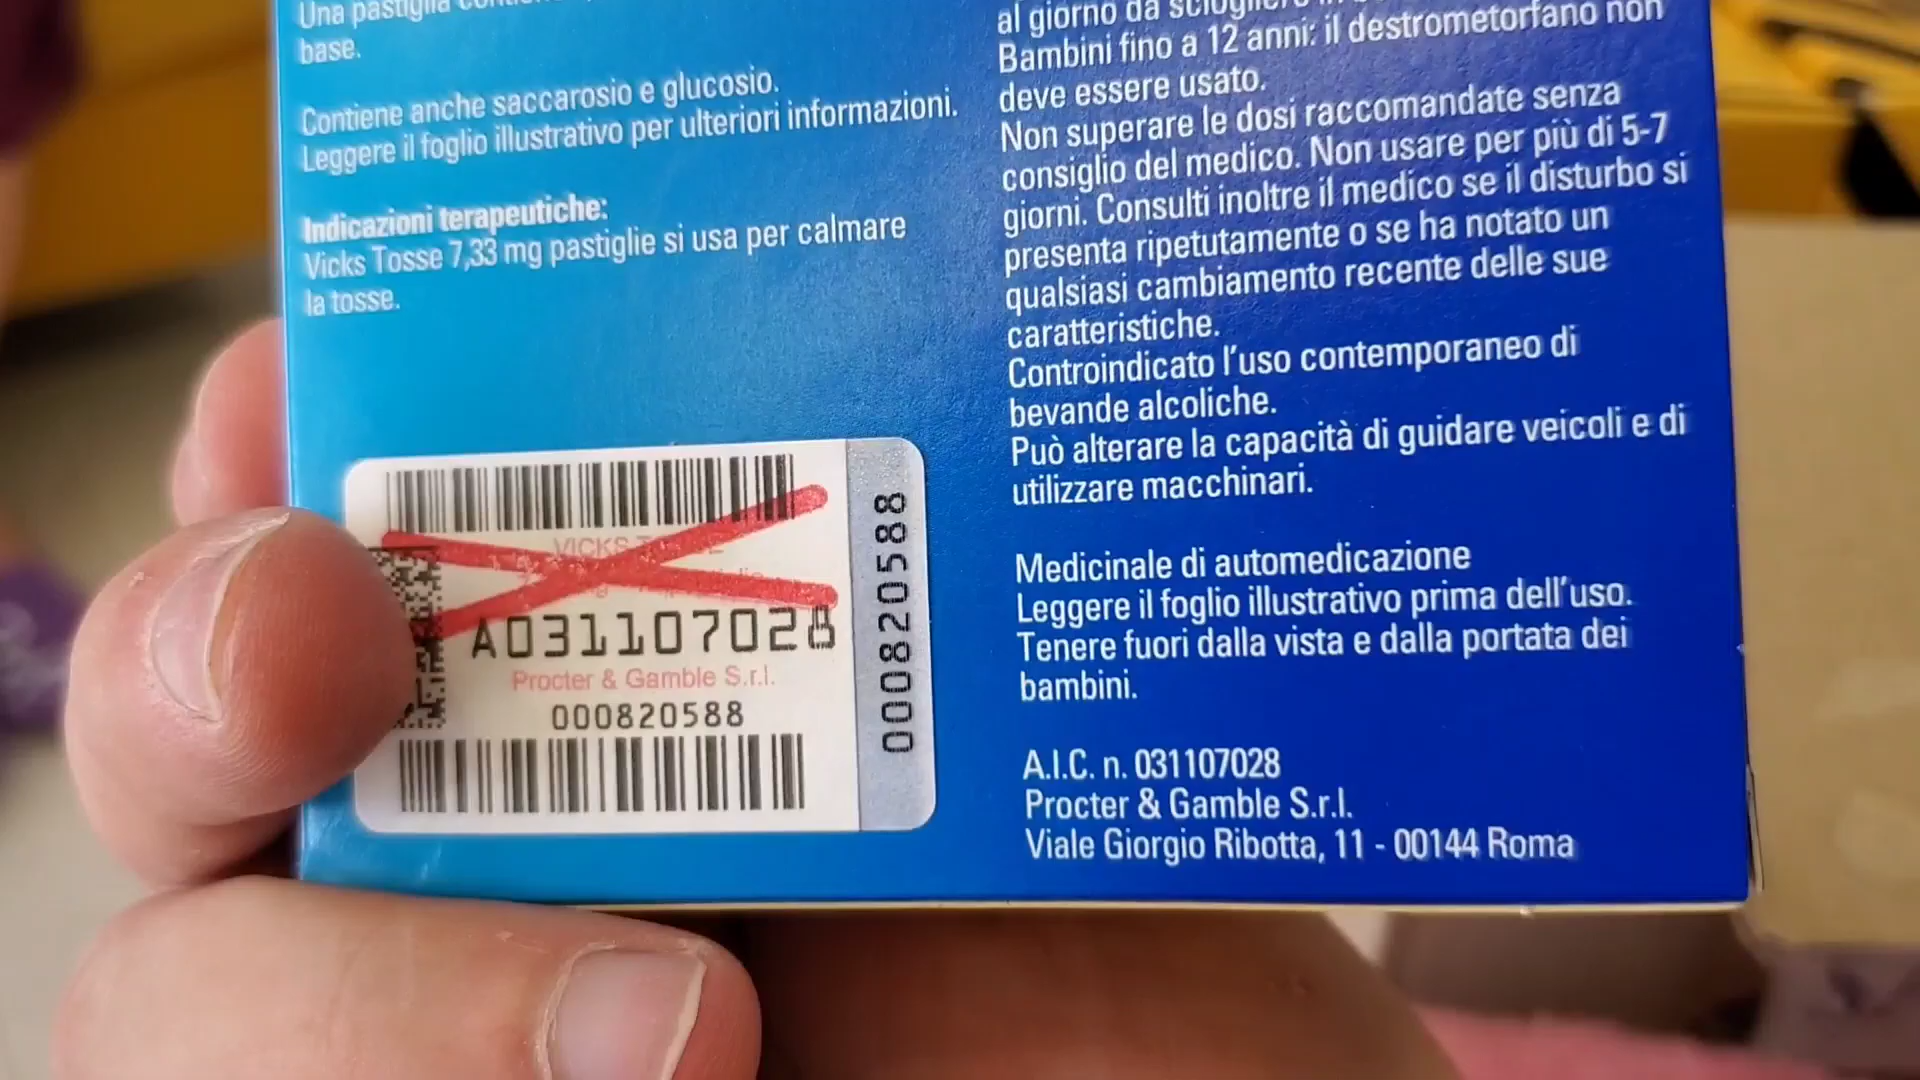 Una pastiglia
base.
Contiene anche saccarosio e glucosio.
Leggere il foglio illustrativo per ulteriori informazioni.
Indicazioni terapeutiche:
Vicks Tosse 7,33 mg pastiglie si usa per calmare
la tosse.
VICKS
A031107028
Procter & Gamble S.r.l.
000820588
000820588
al giorno da sciogliere in
Bambini fino a 12 anni: il destrometorfano non
deve essere usato.
Non superare le dosi raccomandate senza
consiglio del medico. Non usare per più di 5-7
giorni. Consulti inoltre il medico se il disturbo si
presenta ripetutamente o se ha notato un
qualsiasi cambiamento recente delle sue
caratteristiche.
Controindicato l'uso contemporaneo di
bevande alcoliche.
Può alterare la capacità di guidare veicoli e di
utilizzare macchinari.
Medicinale di automedicazione
Leggere il foglio illustrativo prima dell'uso.
Tenere fuori dalla vista e dalla portata dei
bambini.
A.I.C. n. 031107028
Procter & Gamble S.r.l.
Viale Giorgio Ribotta, 11 - 00144 Roma